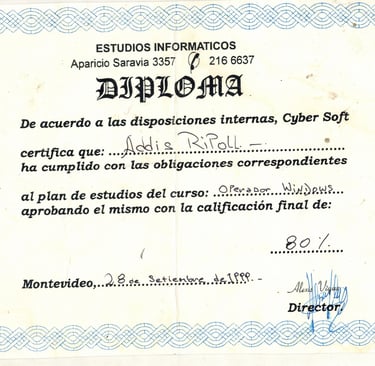 ESTUDIOS INFORMATICOS
Aparicio Saravia 3357 216 6637
DIPLOMA
De acuerdo a las disposiciones internas, Cyber Soft
certifica que: Addis RiPoLL
ha cumplido con las obligaciones correspondientes
al plan de estudios del curso: Operador Windows
aprobando el mismo con la calificación final de:
80%
Montevideo, 28 de Setiembre de 1999.
Director.